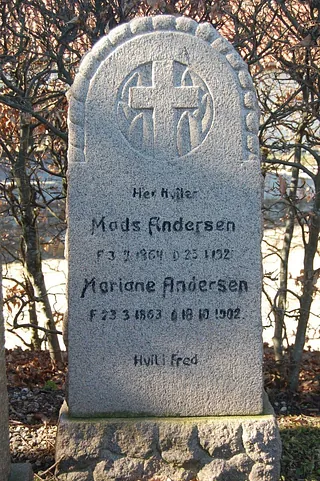 Her Hviler
Mads Andersen
F 3 2 1864 D 25 1 1921
Mariane Andersen
F 23 3 1863 D 18 10 1902
Hvil i Fred